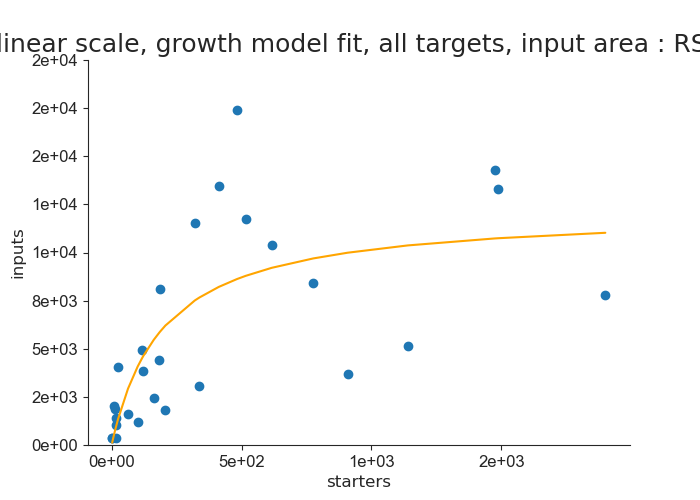 linear scale, growth model fit, all targets, input area : RS
2e+04
2e+04
2e+04
1e+04
1e+04
8e+03
5e+03
2e+03
0e+00
inputs
0e+00 5e+02 1e+03 2e+03
starters